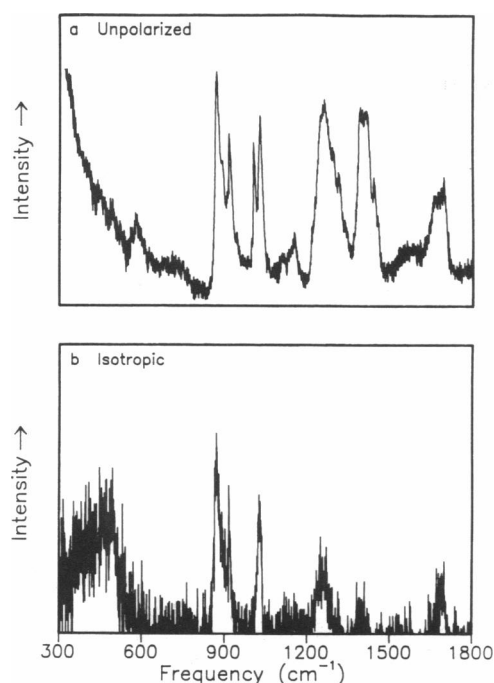 a Unpolarized
Intensity →
b Isotropic
Intensity →
300 600 900 1200 1500 1800
Frequency (cm⁻¹)